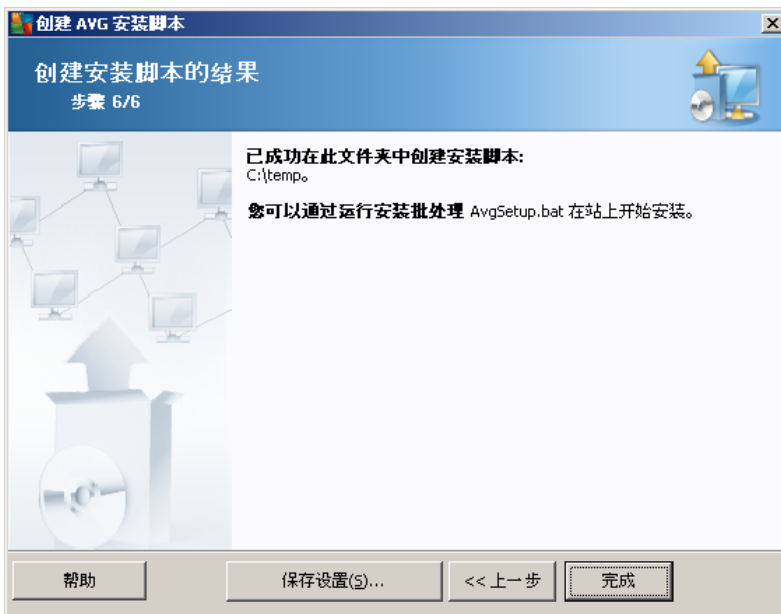 创建 AVG 安装脚本
创建安装脚本的结果
步骤 6/6
已成功在此文件夹中创建安装脚本:
C:\temp。
您可以通过运行安装批处理 AvgSetup.bat 在站上开始安装。
帮助
保存设置(S)...
<< 上一步
完成